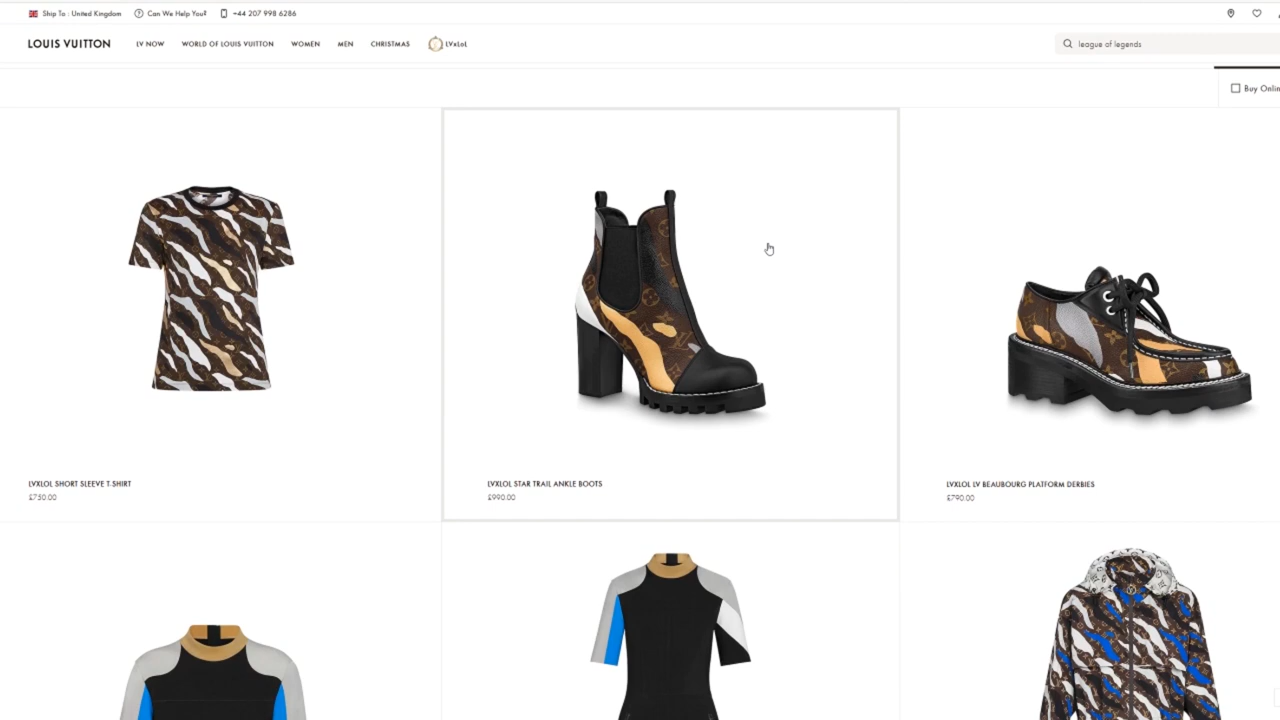 Ship To : United Kingdom
Can We Help You?
+44 207 998 6286
LOUIS VUITTON
LV NOW
WORLD OF LOUIS VUITTON
WOMEN
MEN
CHRISTMAS
LVxLoL
league of legends
Buy Onlin
LVXLOL SHORT SLEEVE T-SHIRT
£750.00
LVXLOL STAR TRAIL ANKLE BOOTS
£990.00
LVXLOL LV BEAUBOURG PLATFORM DERBIES
£790.00